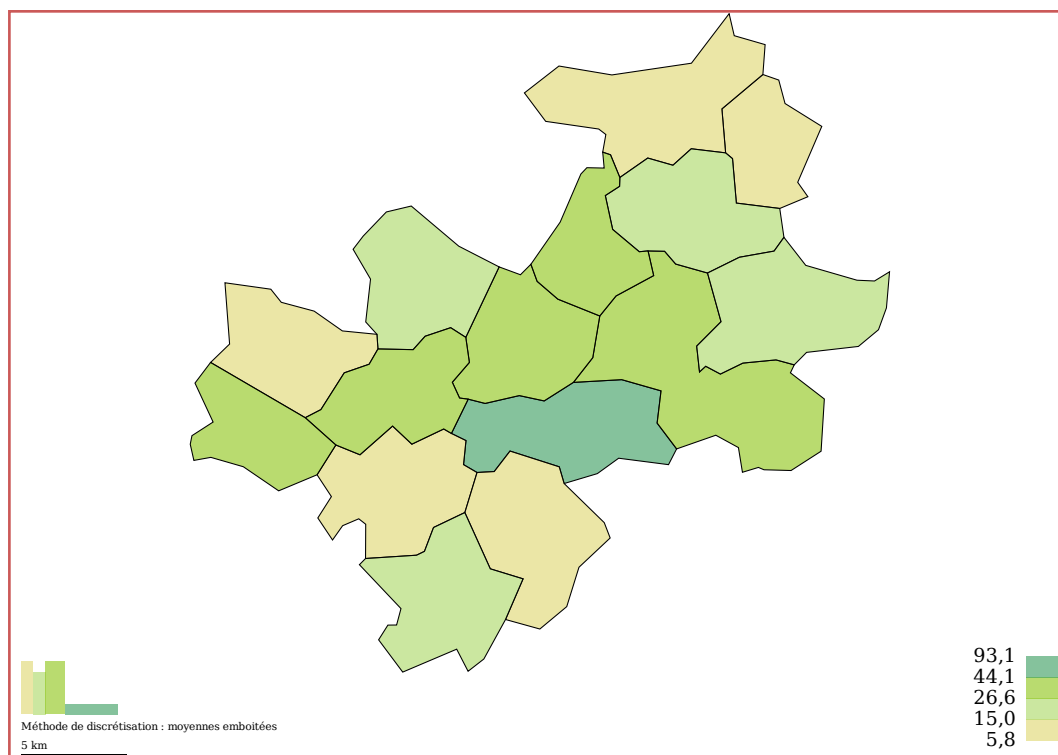 93,1
44,1
26,6
15,0
5,8
Méthode de discrétisation : moyennes emboitées
5 km